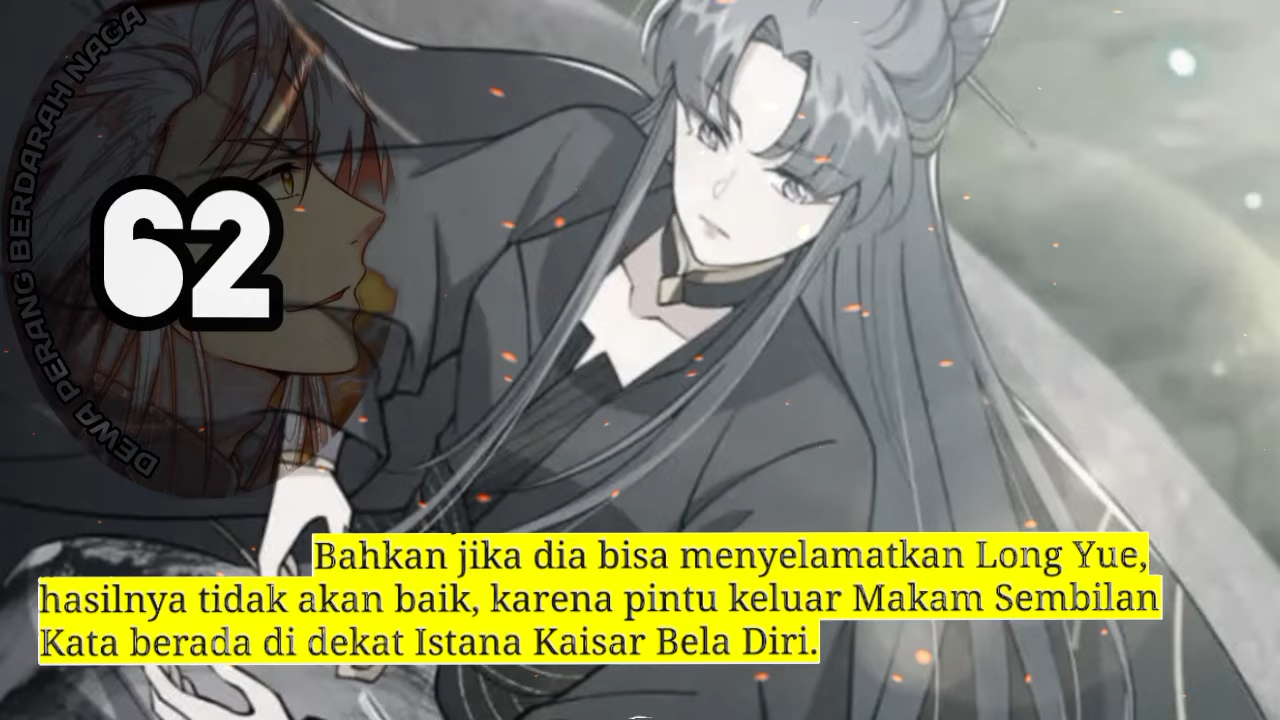 DEWA PERANG BERDARAH NAGA
62
Bahkan jika dia bisa menyelamatkan Long Yue,
hasilnya tidak akan baik, karena pintu keluar Makam Sembilan
Kata berada di dekat Istana Kaisar Bela Diri.